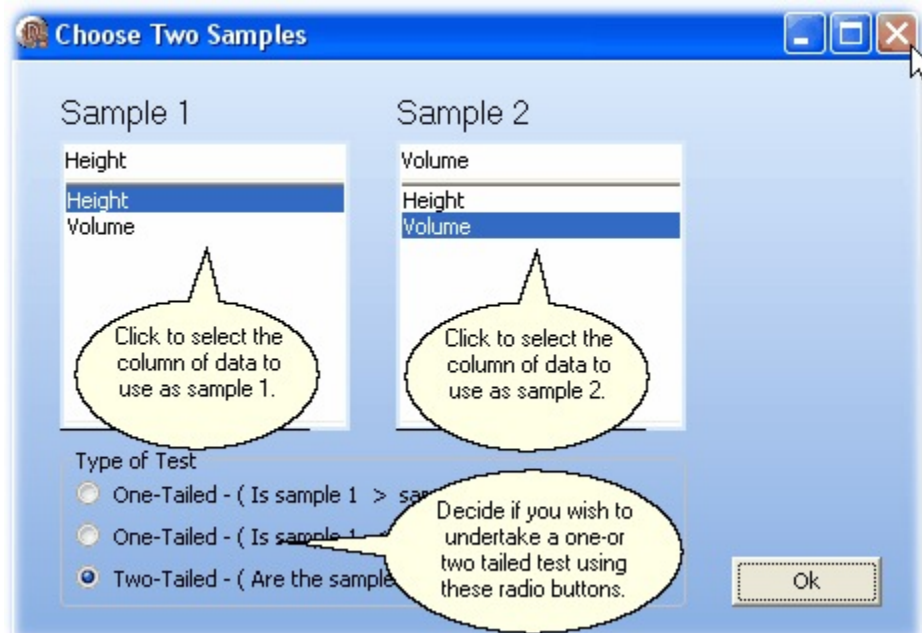 Choose Two Samples
Sample 1
Height
Height
Volume
Click to select the
column of data to
use as sample 1.
Sample 2
Volume
Height
Volume
Click to select the
column of data to
use as sample 2.
Type of Test
One-Tailed - ( Is sample 1 >
One-Tailed - ( Is sample 1
Two-Tailed - ( Are the
Decide if you wish to
undertake a one-or
two tailed test using
these radio buttons.
Ok